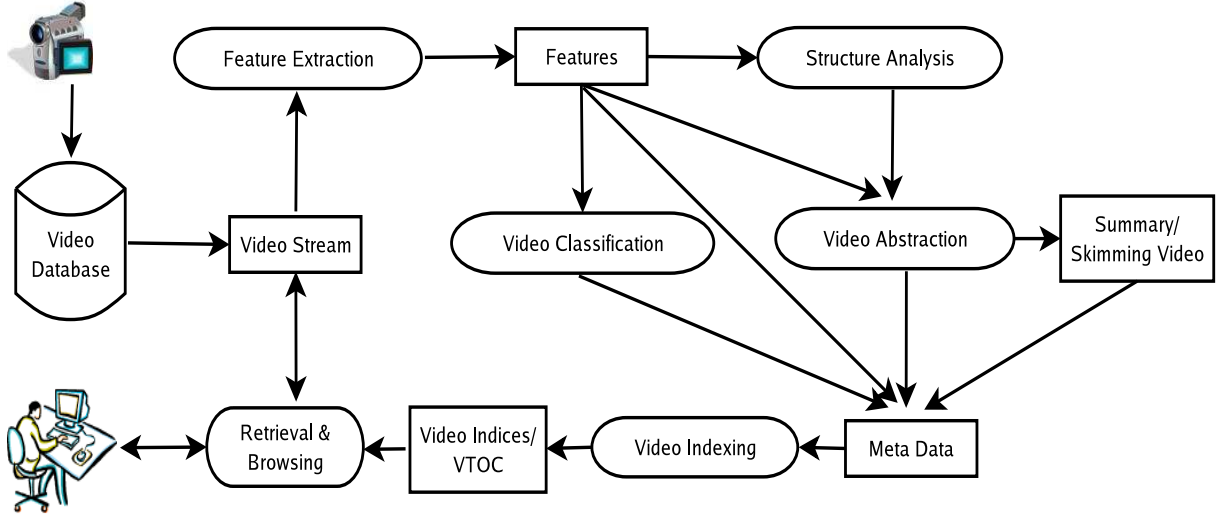 Feature Extraction
Features
Structure Analysis
Video
Database
Video Stream
Video Classification
Video Abstraction
Summary/
Skimming Video
Retrieval &
Browsing
Video Indices/
VTOC
Video Indexing
Meta Data